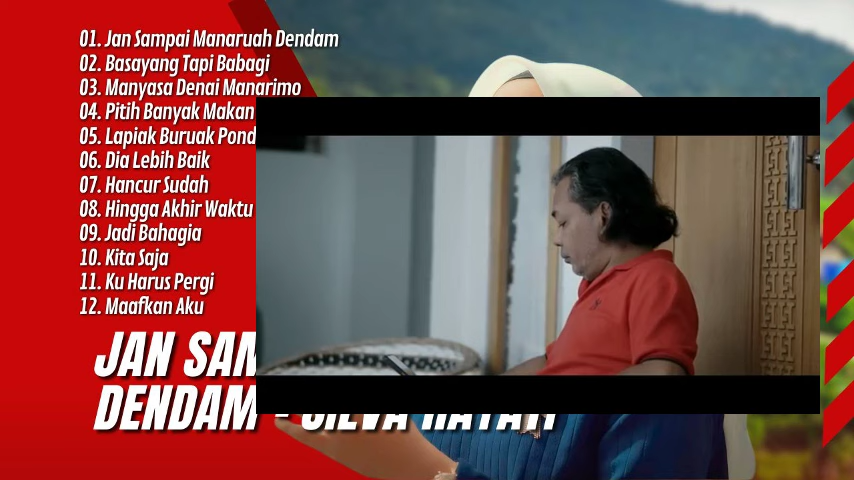 01. Jan Sampai Manaruah Dendam
02. Basayang Tapi Babagi
03. Manyasa Denai Manarimo
04. Pitih Banyak Makan
05. Lapiak Buruak
06. Dia Lebih Baik
07. Hancur Sudah
08. Hingga Akhir Waktu
09. Jadi Bahagia
10. Kita Saja
11. Ku Harus Pergi
12. Maafkan Aku
JAN
DENDAM - SILVA HAYATI